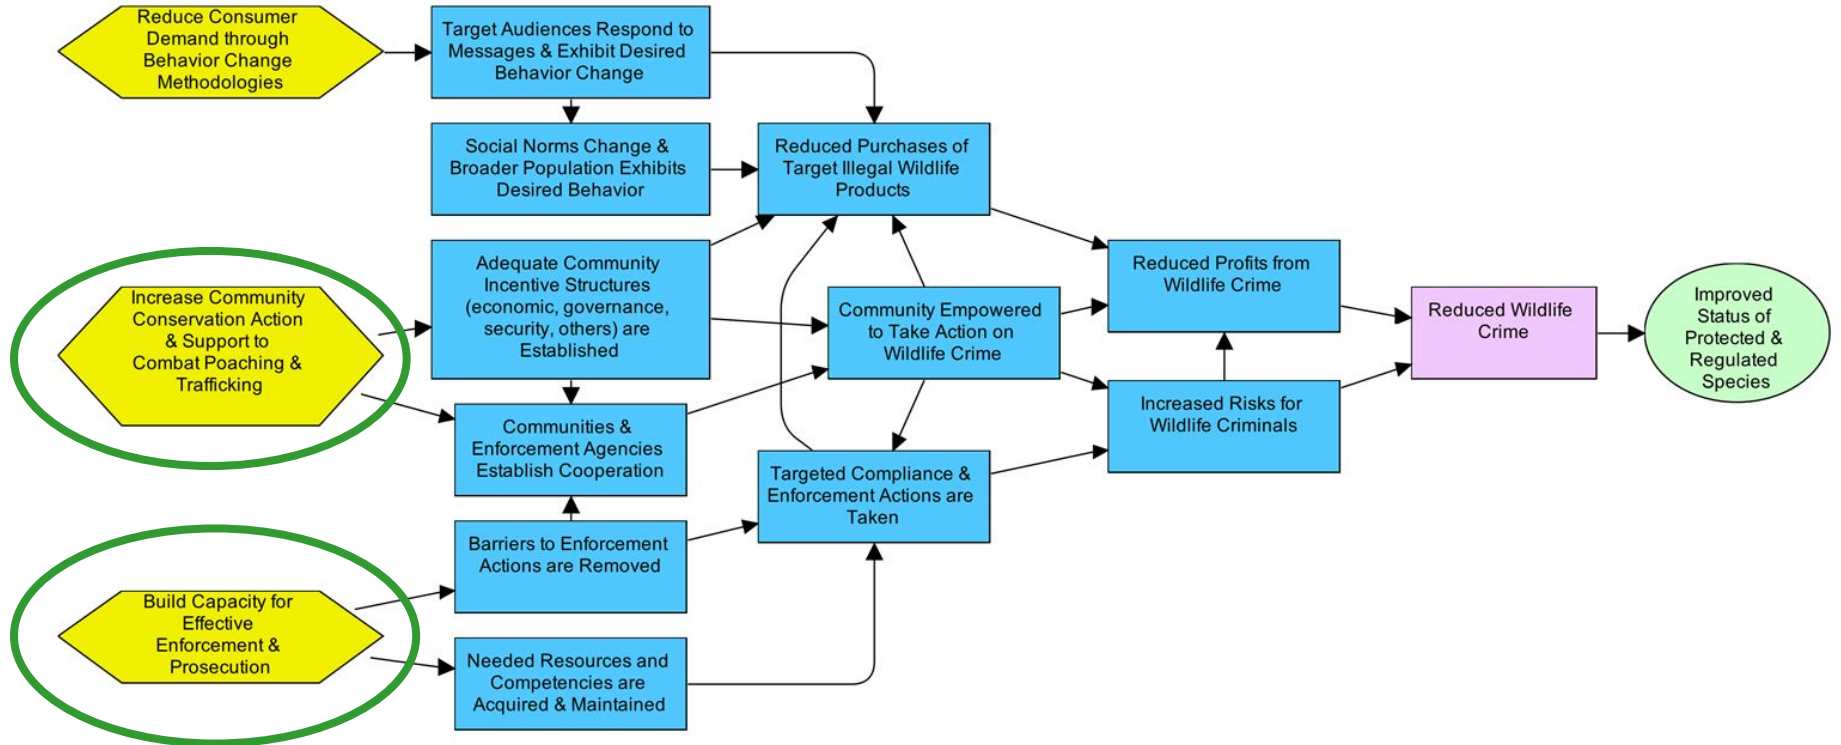 Reduce Consumer
Demand through
Behavior Change
Methodologies
Target Audiences Respond to
Messages & Exhibit Desired
Behavior Change
Social Norms Change &
Broader Population Exhibits
Desired Behavior
Reduced Purchases of
Target Illegal Wildlife
Products
Increase Community
Conservation Action
& Support to
Combat Poaching &
Trafficking
Adequate Community
Incentive Structures
(economic, governance,
security, others) are
Established
Community Empowered
to Take Action on
Wildlife Crime
Reduced Profits from
Wildlife Crime
Reduced Wildlife
Crime
Improved
Status of
Protected &
Regulated
Species
Communities &
Enforcement Agencies
Establish Cooperation
Increased Risks for
Wildlife Criminals
Targeted Compliance &
Enforcement Actions are
Taken
Build Capacity for
Effective
Enforcement &
Prosecution
Barriers to Enforcement
Actions are Removed
Needed Resources and
Competencies are
Acquired & Maintained